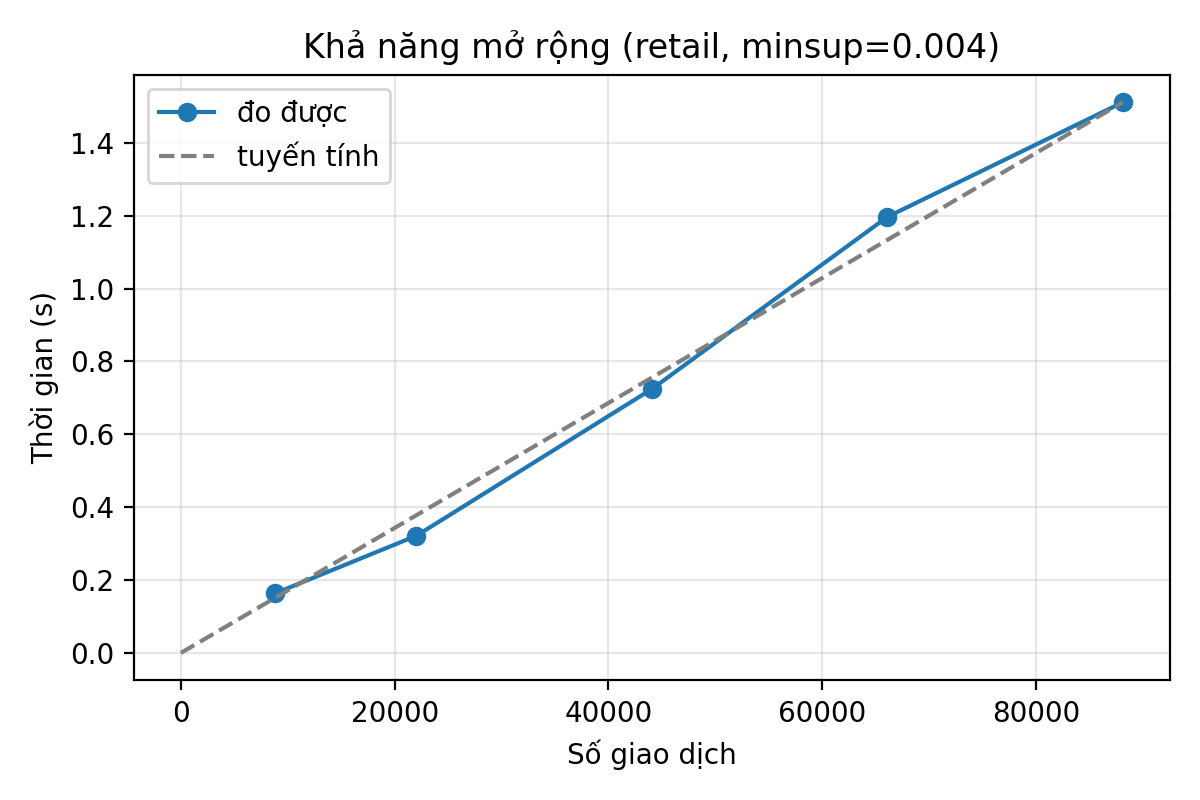 Khả năng mở rộng (retail, minsup=0.004)
đo được
tuyến tính
Thời gian (s)
1.4
1.2
1.0
0.8
0.6
0.4
0.2
0.0
0
20000
40000
60000
80000
Số giao dịch